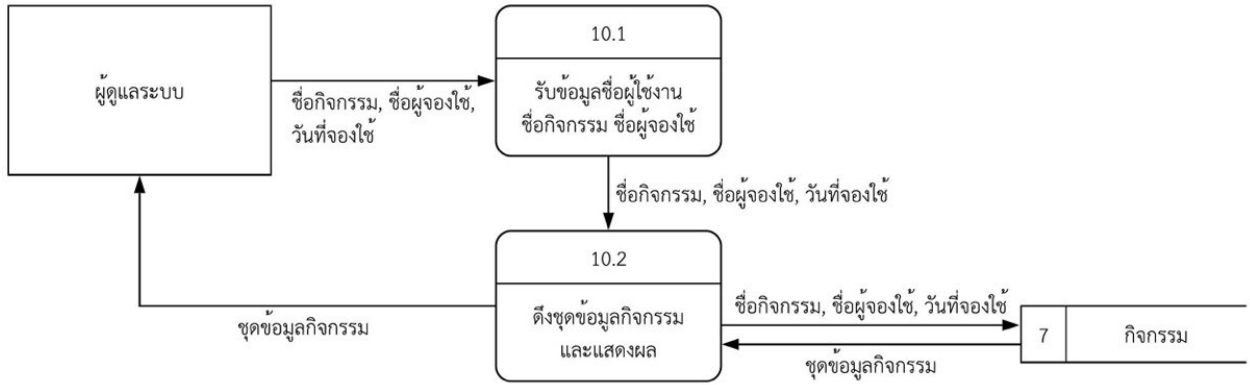 ผู้ดูแลระบบ
ชื่อกิจกรรม, ชื่อผู้จองใช้,
วันที่จองใช้
10.1
รับข้อมูลชื่อผู้ใช้งาน
ชื่อกิจกรรม ชื่อผู้จองใช้
ชื่อกิจกรรม, ชื่อผู้จองใช้, วันที่จองใช้
10.2
ดึงชุดข้อมูลกิจกรรม
และแสดงผล
ชุดข้อมูลกิจกรรม
ชื่อกิจกรรม, ชื่อผู้จองใช้, วันที่จองใช้
ชุดข้อมูลกิจกรรม
7
กิจกรรม